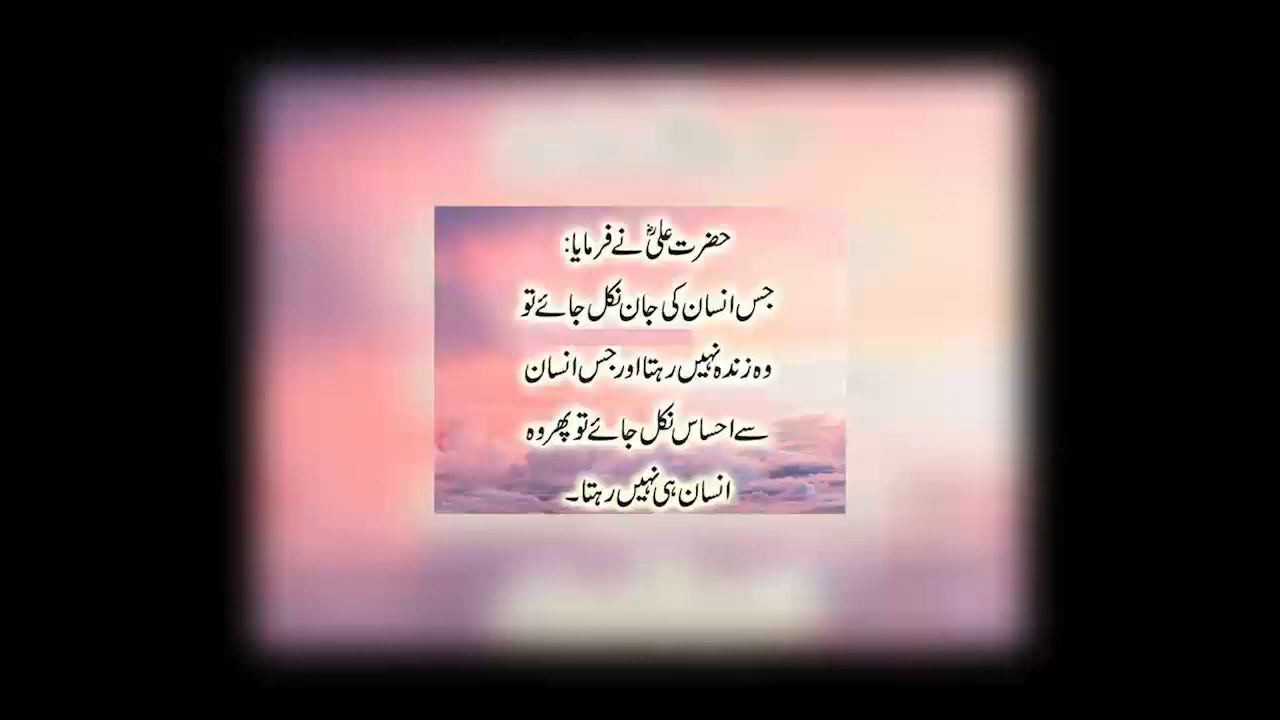 حضرت علیؓ نے فرمایا:
جس انسان کی جان نکل جائے تو
وہ زندہ نہیں رہتا اور جس انسان
سے احساس نکل جائے تو پھر وہ
انسان ہی نہیں رہتا۔